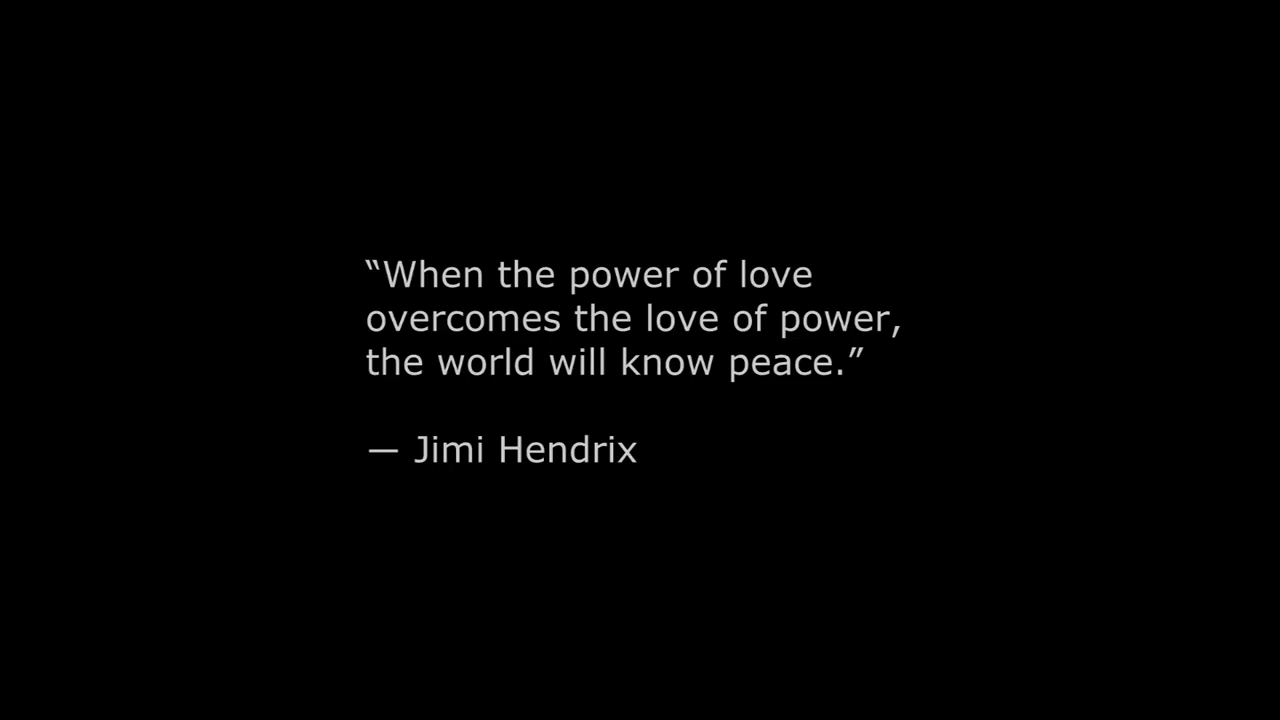 “When the power of love
overcomes the love of power,
the world will know peace.”
— Jimi Hendrix